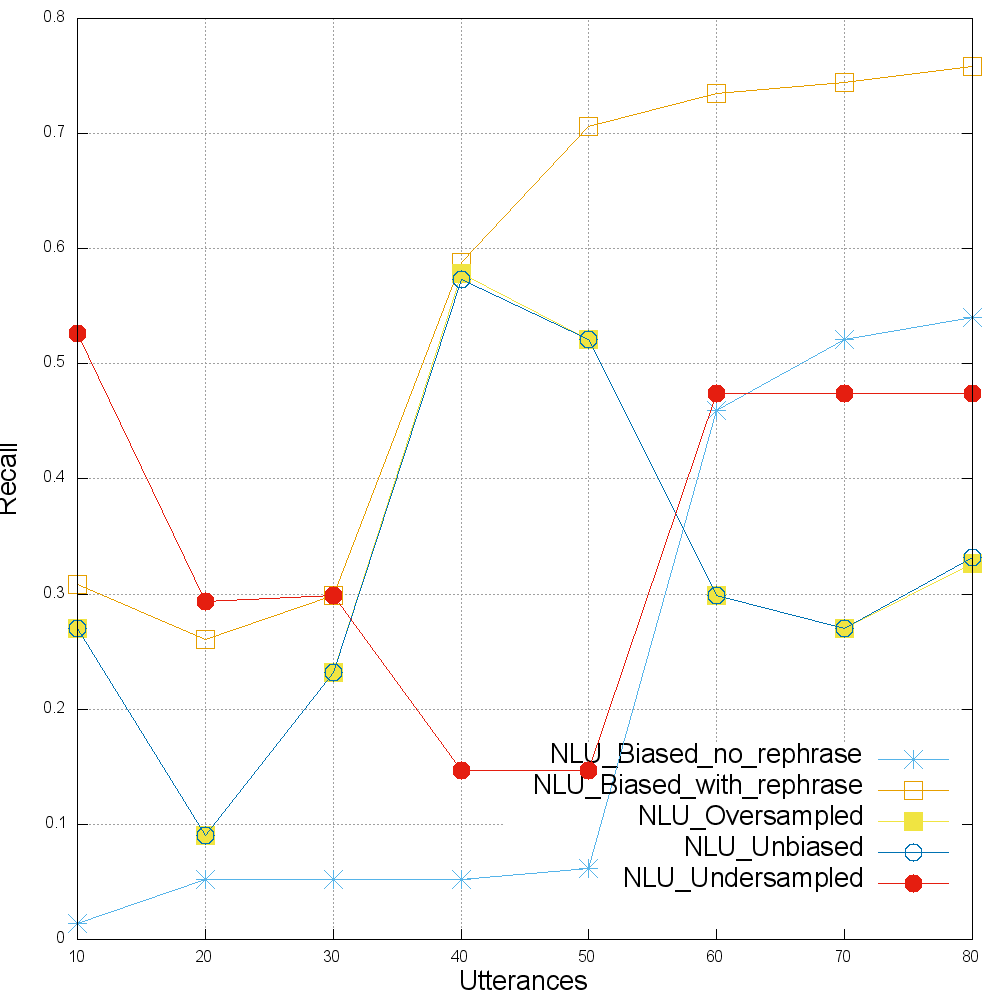 0.8
0.7
0.6
0.5
0.4
0.3
0.2
0.1
0
Recall
10 20 30 40 50 60 70 80
Utterances
NLU_Biased_no_rephrase
NLU_Biased_with_rephrase
NLU_Oversampled
NLU_Unbiased
NLU_Undersampled